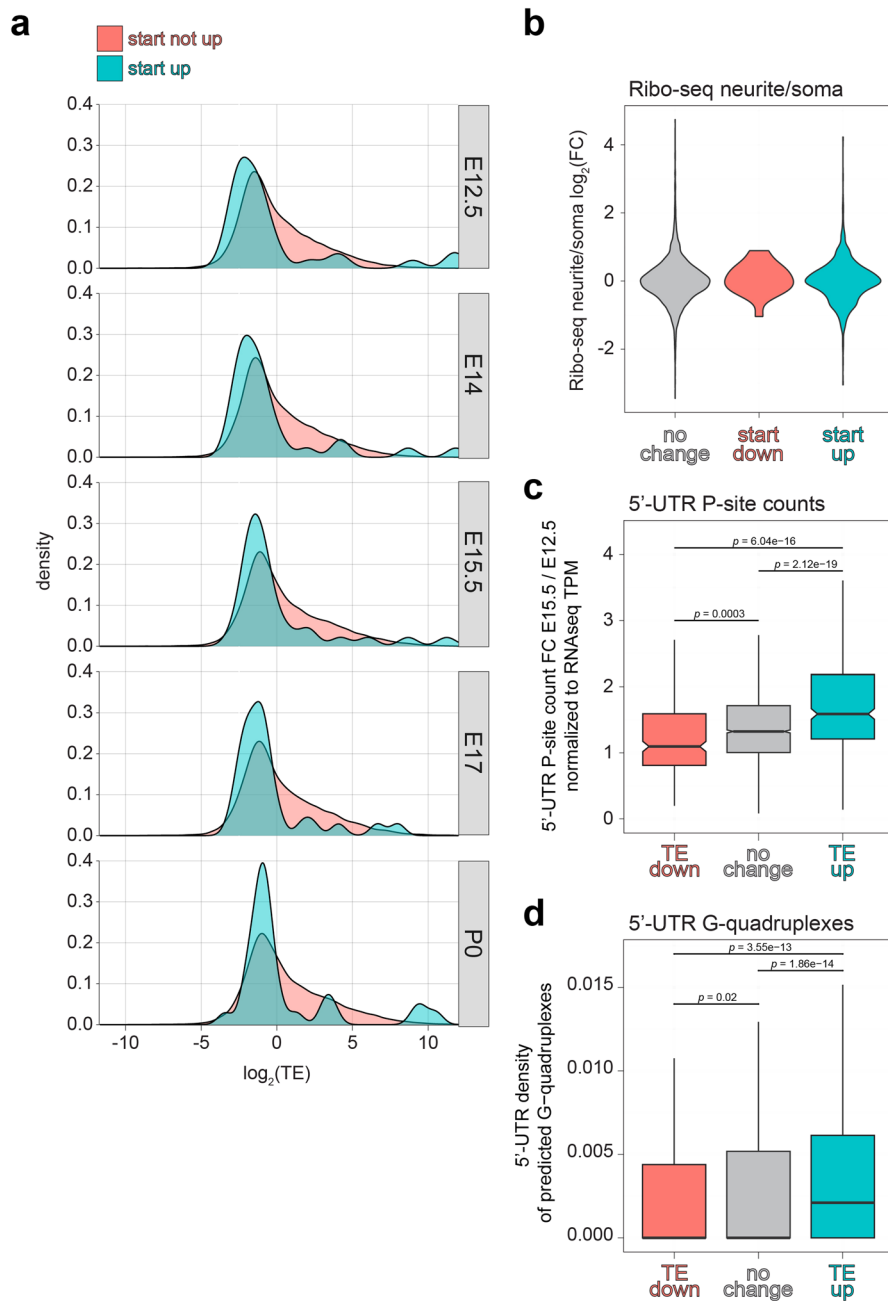 a
start not up
start up
0.4
0.3
0.2
0.1
0.0
E12.5
0.4
0.3
0.2
0.1
0.0
E14
0.4
0.3
0.2
0.1
0.0
E15.5
0.4
0.3
0.2
0.1
0.0
E17
0.4
0.3
0.2
0.1
0.0
P0
density
-10
-5
0
5
10
log2(TE)
b
Ribo-seq neurite/soma
Ribo-seq neurite/soma log2(FC)
4
2
0
-2
no change
start down
start up
c
5'-UTR P-site counts
5'-UTR P-site count FC E15.5 / E12.5
normalized to RNAseq TPM
4
3
2
1
0
p = 6.04e−16
p = 2.12e−19
p = 0.0003
TE down
no change
TE up
d
5'-UTR G-quadruplexes
5'-UTR density
of predicted G−quadruplexes
0.015
0.010
0.005
0.000
p = 3.55e−13
p = 1.86e−14
p = 0.02
TE down
no change
TE up